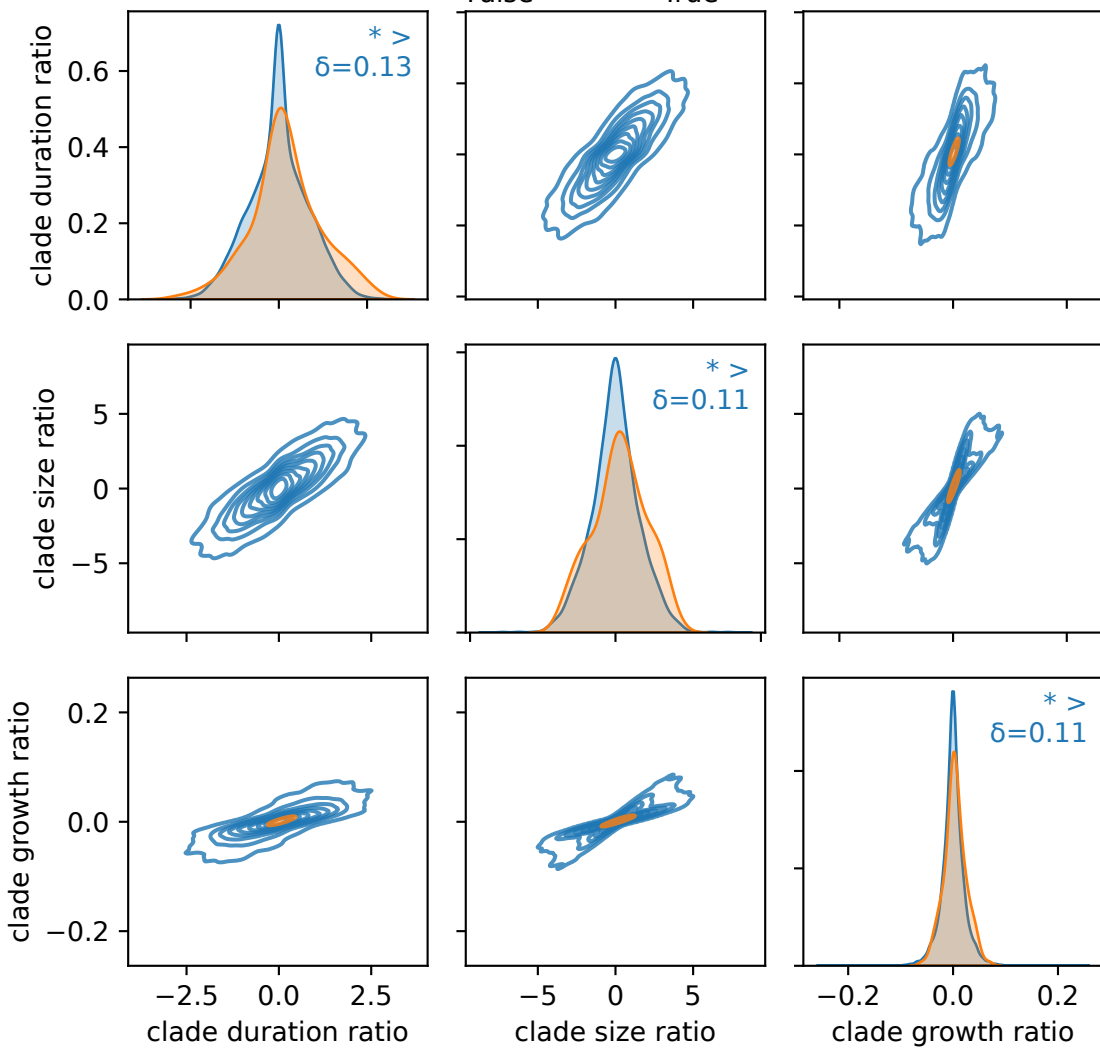 clade duration ratio
0.6
0.4
0.2
0.0
* >
δ=0.13
clade size ratio
5
0
−5
* >
δ=0.11
clade growth ratio
0.2
0.0
−0.2
* >
δ=0.11
−2.5 0.0 2.5
−5 0 5
−0.2 0.0 0.2
clade duration ratio
clade size ratio
clade growth ratio